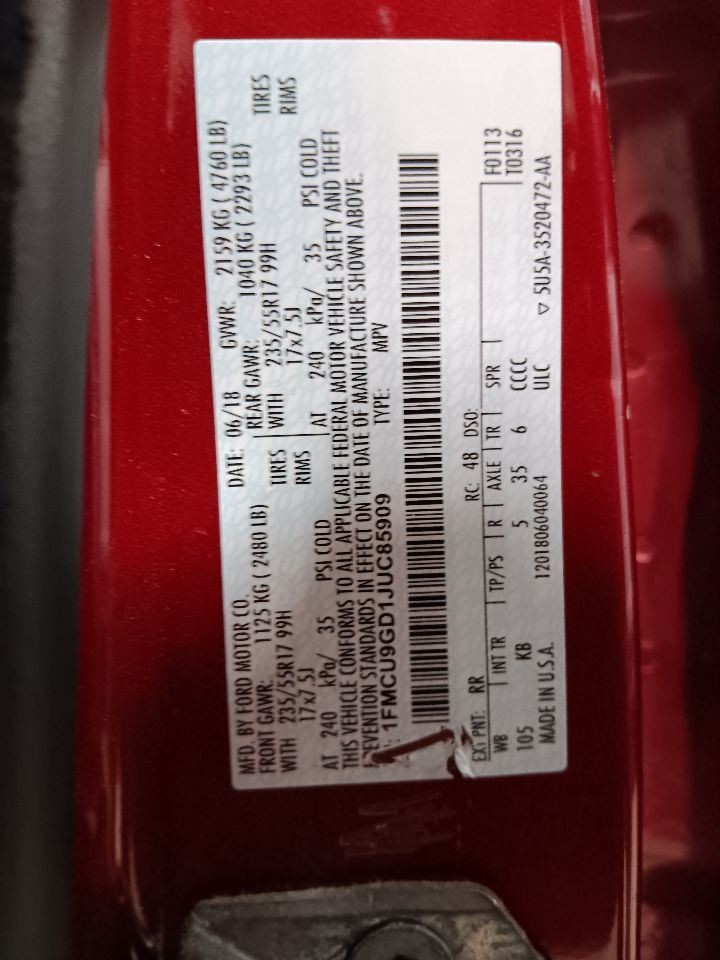 MFD. BY FORD MOTOR CO.
DATE: 06/18 GVWR: 2159 KG ( 4760 LB)
FRONT GAWR: 1125 KG ( 2480 LB) REAR GAWR: 1040 KG ( 2293 LB)
WITH 235/55R17 99H TIRES WITH 235/55R17 99H TIRES
17x7.5J RIMS 17x7.5J RIMS
AT 240 kPa/ 35 PSI COLD AT 240 kPa/ 35 PSI COLD
THIS VEHICLE CONFORMS TO ALL APPLICABLE FEDERAL MOTOR VEHICLE SAFETY AND THEFT
PREVENTION STANDARDS IN EFFECT ON THE DATE OF MANUFACTURE SHOWN ABOVE.
: 1FMCU9GD1JUC85909 TYPE: MPV
EXT PNT: RR RC: 48 DSO:
WB INT TR TP/PS R AXLE TR SPR F0113
105 KB 5 35 6 CCCC T0316
MADE IN U.S.A. 1201806040064 ULC ▽ 5U5A-3520472-AA